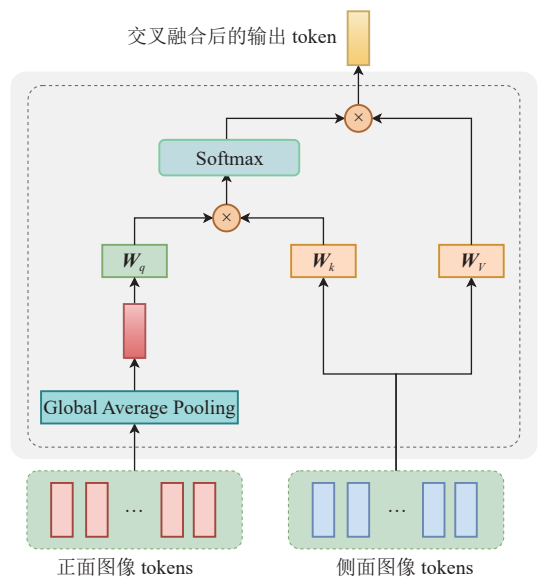 交叉融合后的输出 token
×
Softmax
×
W_q
W_k
W_V
Global Average Pooling
...
...
正面图像 tokens
侧面图像 tokens